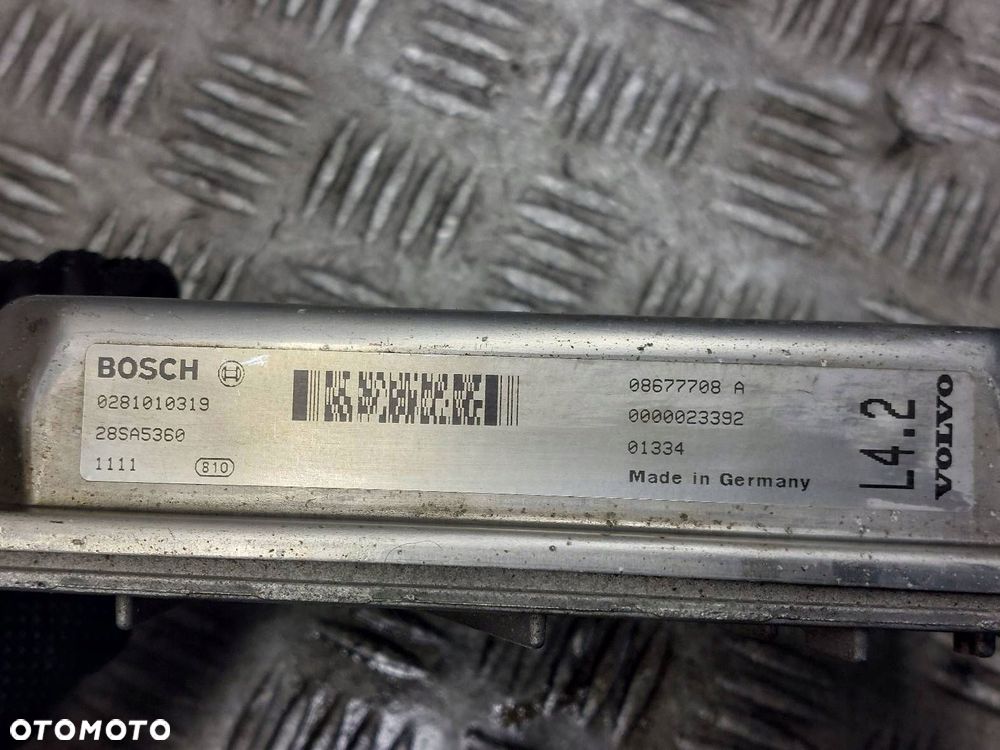 BOSCH
0281010319
28SA5360
1111 810
08677708 A
0000023392
01334
Made in Germany
L4.2
VOLVO
OTOMOTO